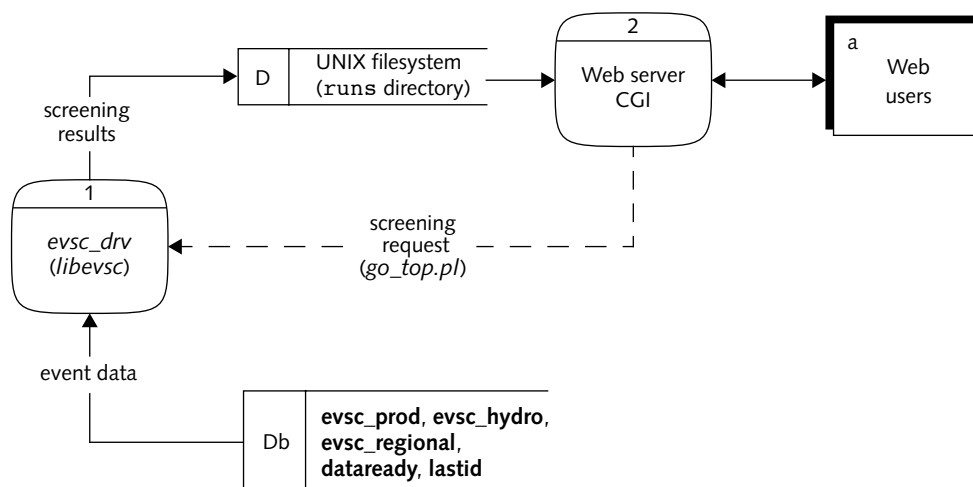 D
UNIX filesystem
(runs directory)
2
Web server
CGI
a
Web
users
screening
results
1
evsc_drv
(libevsc)
screening
request
(go_top.pl)
event data
Db
evsc_prod, evsc_hydro,
evsc_regional,
dataready, lastid